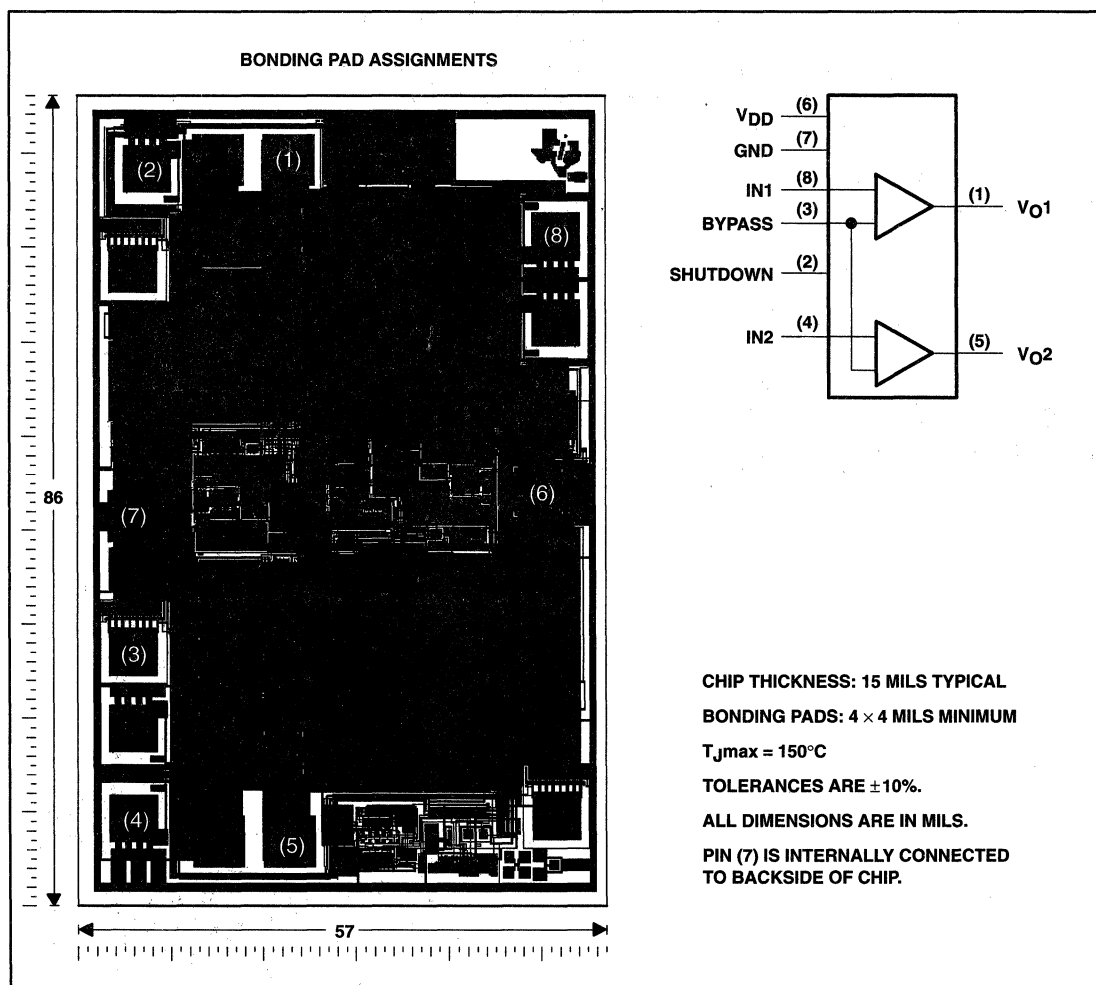 BONDING PAD ASSIGNMENTS
(1)
(2)
(8)
86
(7)
(6)
(3)
(4)
(5)
57
VDD (6)
GND (7)
IN1 (8)
BYPASS (3)
SHUTDOWN (2)
IN2 (4)
(1) VO1
(5) VO2
CHIP THICKNESS: 15 MILS TYPICAL
BONDING PADS: 4 × 4 MILS MINIMUM
TJmax = 150°C
TOLERANCES ARE ±10%.
ALL DIMENSIONS ARE IN MILS.
PIN (7) IS INTERNALLY CONNECTED
TO BACKSIDE OF CHIP.